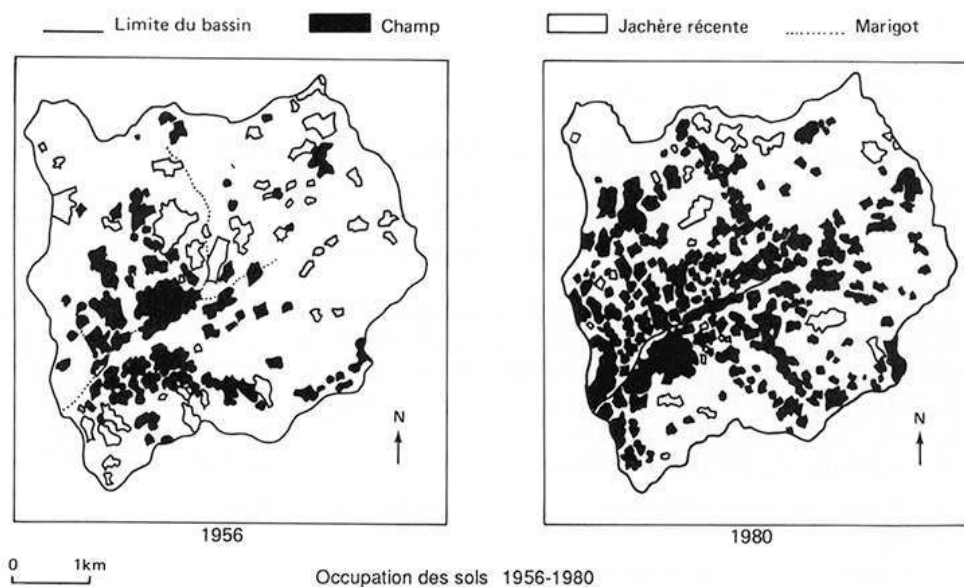 Limite du bassin Champ Jachère récente Marigot
N N
1956 1980
0 1km
Occupation des sols 1956-1980